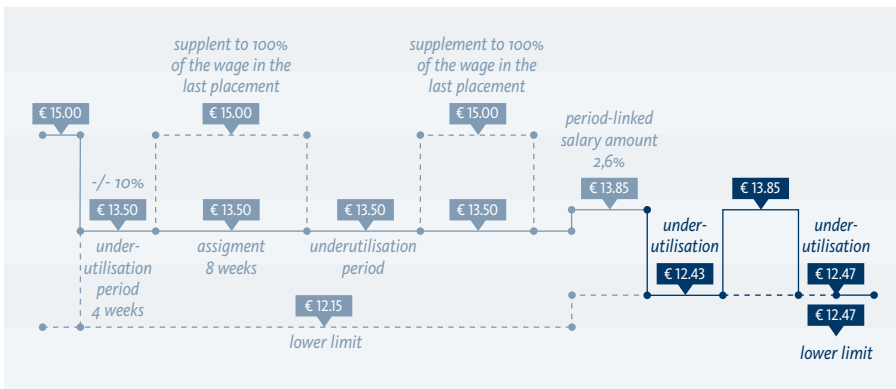 supplent to 100%
of the wage in the
last placement
supplement to 100%
of the wage in the
last placement
€ 15.00
€ 15.00
€ 15.00
period-linked
salary amount
2,6%
-/- 10%
€ 13.85
€ 13.85
€ 13.50
€ 13.50
€ 13.50
€ 13.50
under-
utilisation
period
4 weeks
assigment
8 weeks
underutilisation
period
under-
utilisation
under-
utilisation
€ 12.43
€ 12.47
€ 12.15
€ 12.47
lower limit
lower limit